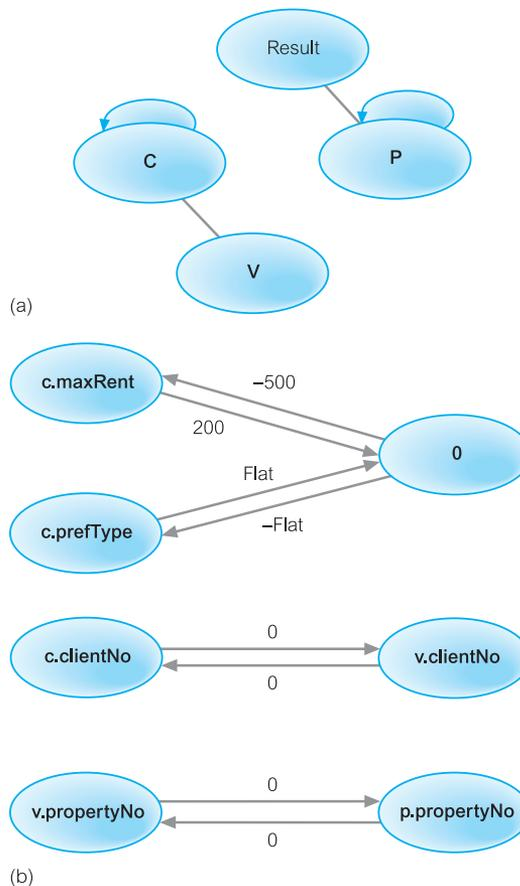 Result
C
P
V
(a)
c.maxRent
–500
200
0
Flat
c.prefType
–Flat
c.clientNo
0
v.clientNo
0
v.propertyNo
0
p.propertyNo
0
(b)